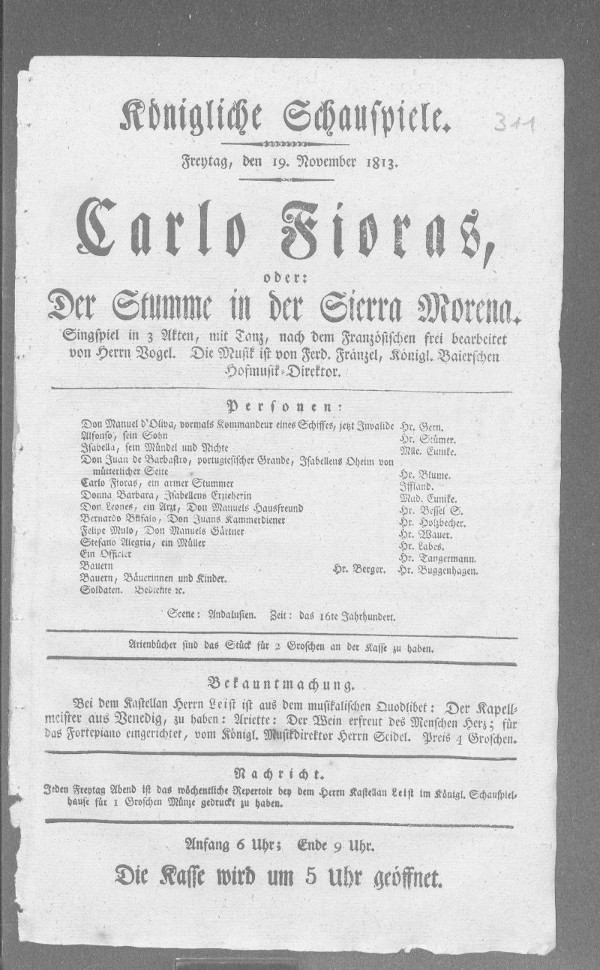 Königliche Schauspiele.
311
Freytag, den 19. November 1813.
Carlo Fioras,
oder:
Der Stumme in der Sierra Morena.
Singspiel in 3 Akten, mit Tanz, nach dem Französischen frei bearbeitet
von Herrn Vogel. Die Musik ist von Ferd. Fränzel, Königl. Baierschen
Hofmusik-Direktor.
Personen:
Don Manuel d'Oliva, vormals Kommandeur eines Schiffes, jetzt Invalide Hr. Gern.
Alfonso, sein Sohn Hr. Stümer.
Isabella, sein Mündel und Nichte Mlle. Eunike.
Don Juan de Barbastro, portugiesischer Grande, Isabellens Oheim von
mütterlicher Seite Hr. Blume.
Carlo Fioras, ein armer Stummer Iffland.
Donna Barbara, Isabellens Erzieherin Mad. Eunike.
Don Leones, ein Arzt, Don Manuels Hausfreund Hr. Bessel S.
Bernardo Büfalo, Don Juans Kammerdiener Hr. Holzbecher.
Felipe Mulo, Don Manuels Gärtner Hr. Wauer.
Stefano Alegria, ein Müller Hr. Labes.
Ein Officier Hr. Tangermann.
Bauern Hr. Berger. Hr. Buggenhagen.
Bauern, Bäuerinnen und Kinder.
Soldaten. Bediente ꝛc.
Scene: Andalusien. Zeit: das 16te Jahrhundert.
Arienbücher sind das Stück für 2 Groschen an der Kasse zu haben.
Bekanntmachung.
Bei dem Kastellan Herrn Leist ist aus dem musikalischen Quodlibet: Der Kapell-
meister aus Venedig, zu haben: Ariette: Der Wein erfreut des Menschen Herz; für
das Fortepiano eingerichtet, vom Königl. Musikdirektor Herrn Seidel. Preis 4 Groschen.
Nachricht.
Jeden Freytag Abend ist das wöchentliche Repertoir bey dem Herrn Kastellan Leist im Königl. Schauspiel-
hause für 1 Groschen Münze gedruckt zu haben.
Anfang 6 Uhr; Ende 9 Uhr.
Die Kasse wird um 5 Uhr geöffnet.